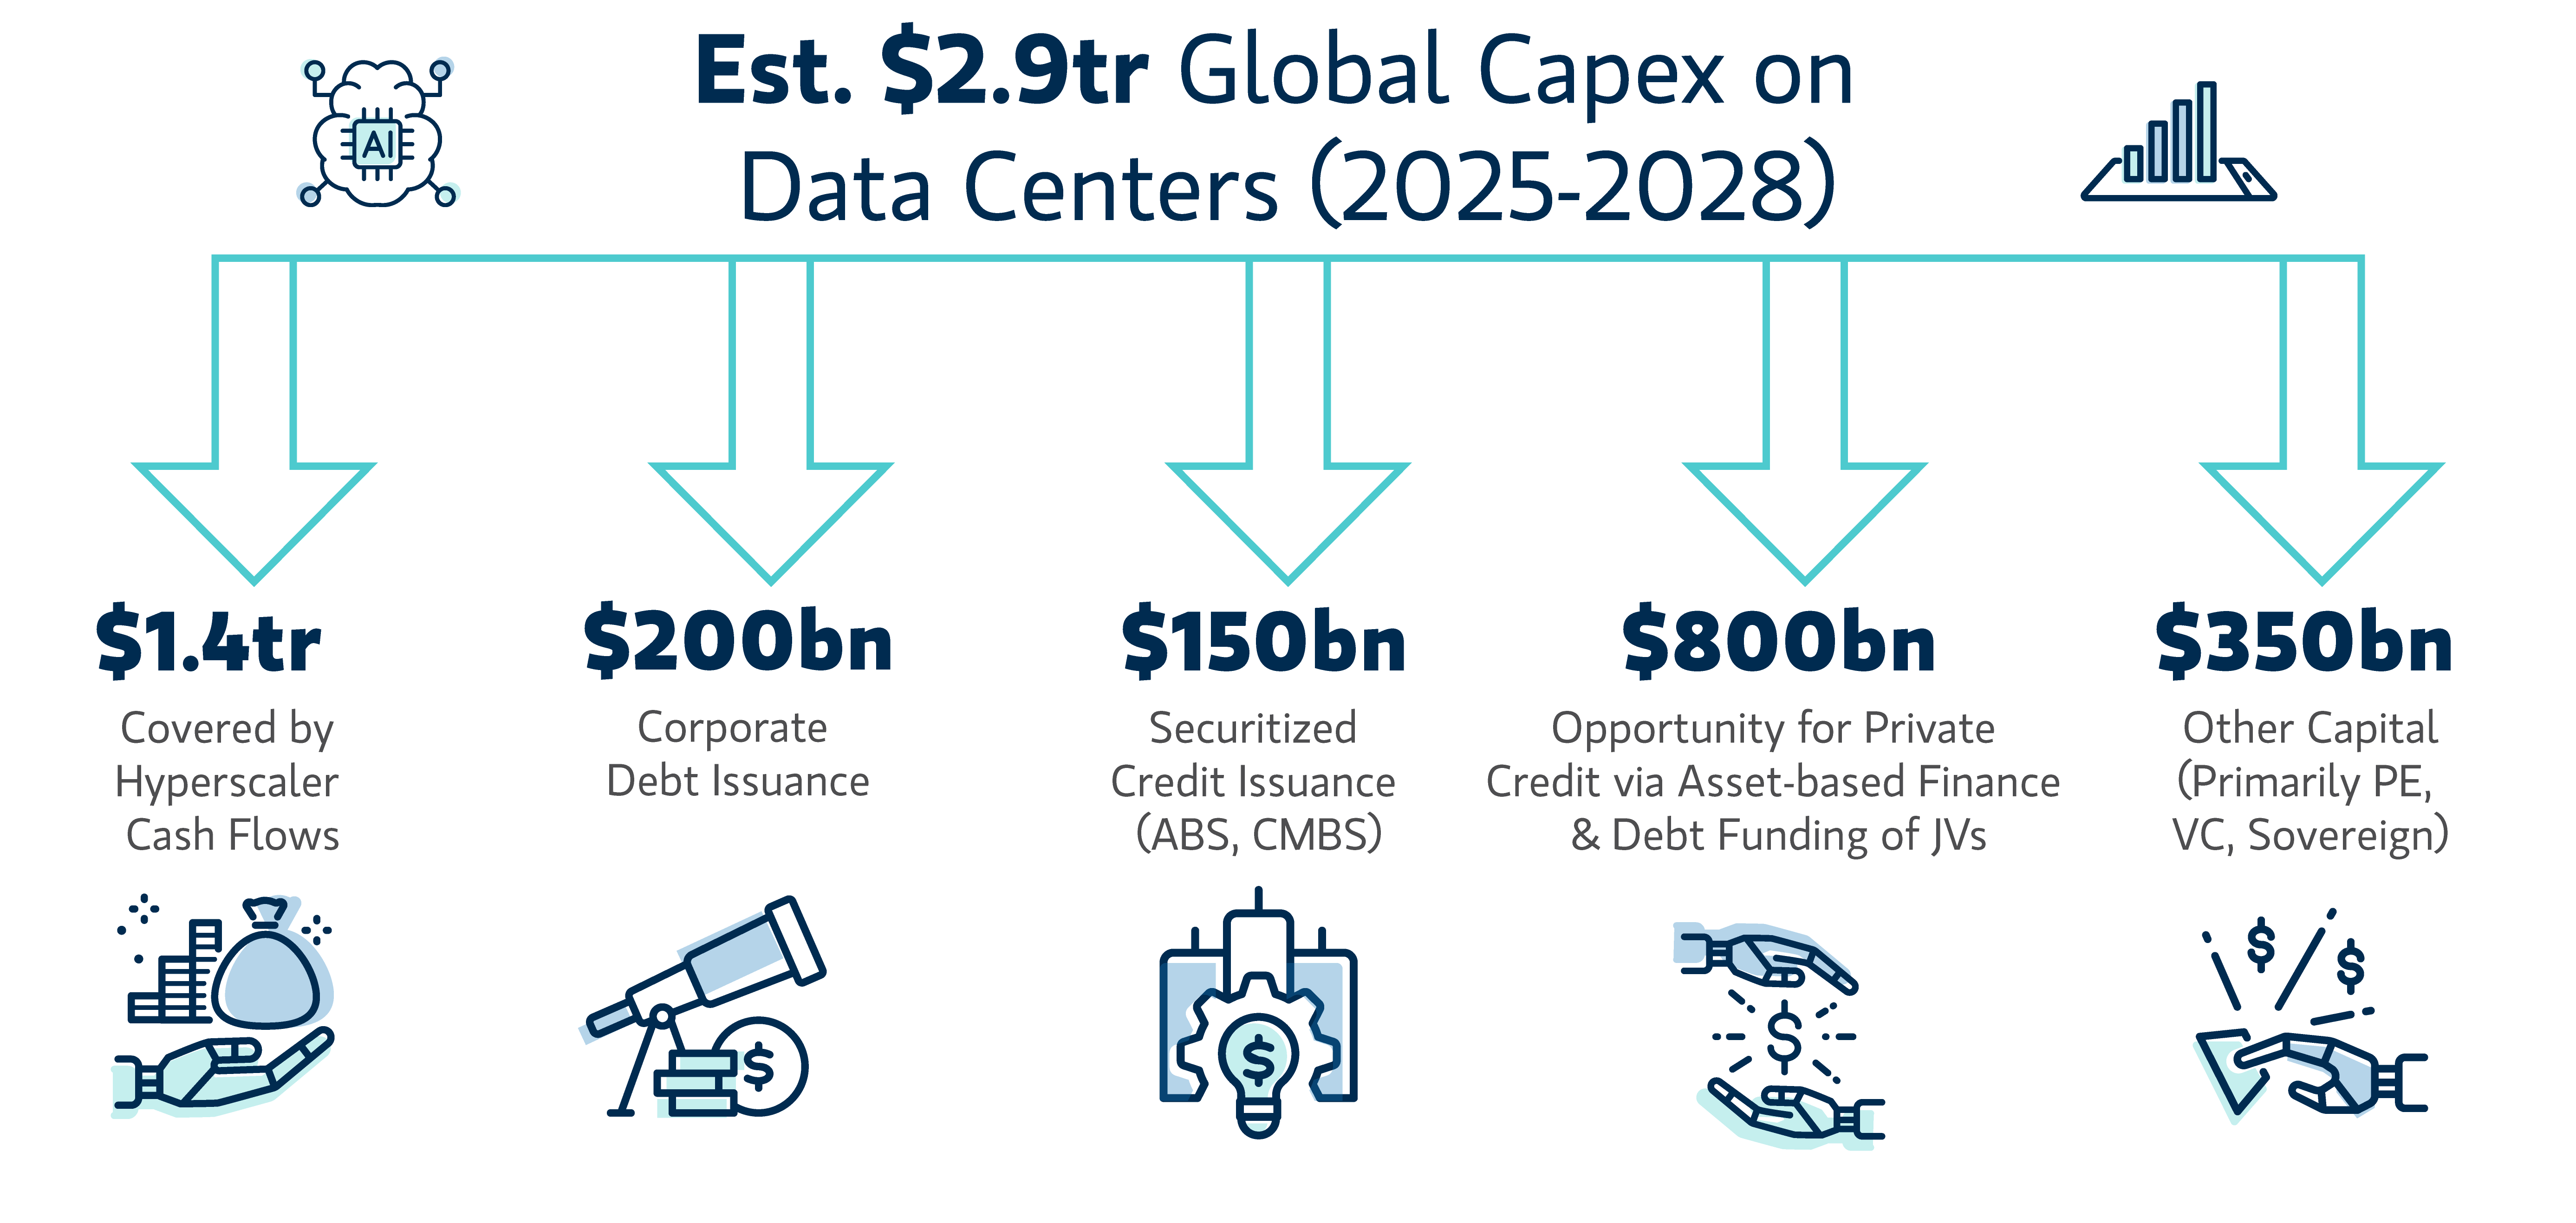 AI
Est. $2.9tr Global Capex on
Data Centers (2025-2028)
$1.4tr
Covered by
Hyperscaler
Cash Flows
$200bn
Corporate
Debt Issuance
$150bn
Securitized
Credit Issuance
(ABS, CMBS)
$800bn
Opportunity for Private
Credit via Asset-based Finance
& Debt Funding of JVs
$350bn
Other Capital
(Primarily PE,
VC, Sovereign)
$
$
$
$
$